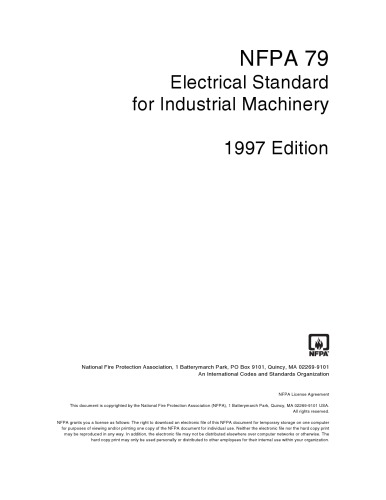 NFPA 79
Electrical Standard
for Industrial Machinery
1997 Edition
NFPA
National Fire Protection Association, 1 Batterymarch Park, PO Box 9101, Quincy, MA 02269-9101
An International Codes and Standards Organization
NFPA License Agreement
This document is copyrighted by the National Fire Protection Association (NFPA), 1 Batterymarch Park, Quincy, MA 02269-9101 USA.
All rights reserved.
NFPA grants you a license as follows: The right to download an electronic file of this NFPA document for temporary storage on one computer
for purposes of viewing and/or printing one copy of the NFPA document for individual use. Neither the electronic file nor the hard copy print
may be reproduced in any way. In addition, the electronic file may not be distributed elsewhere over computer networks or otherwise. The
hard copy print may only be used personally or distributed to other employees for their internal use within your organization.